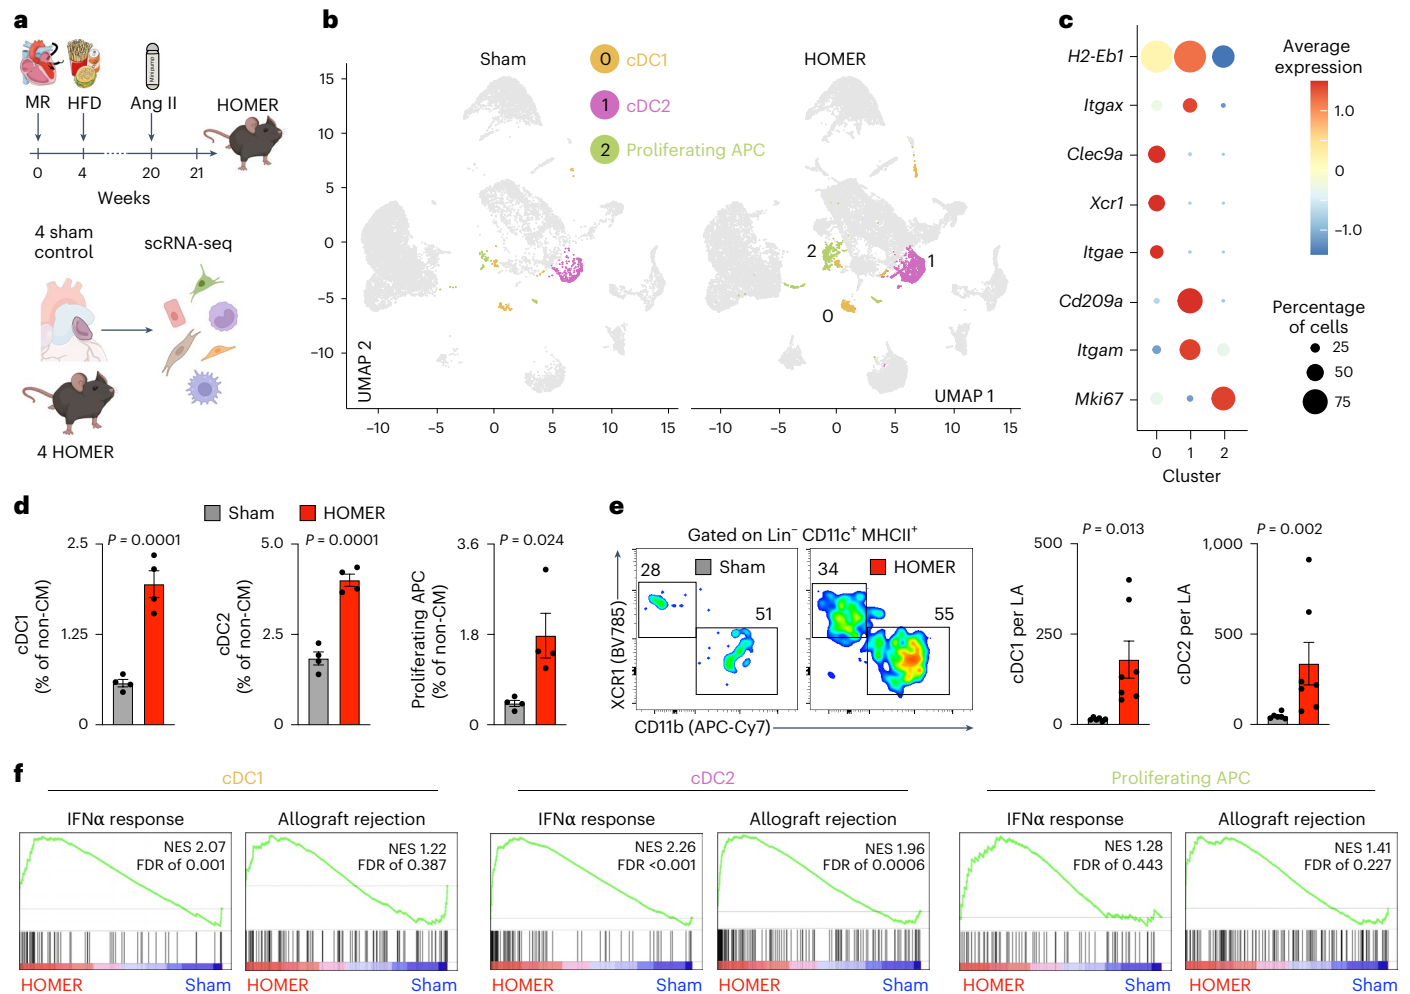 a
MR HFD Ang II
Minipump
HOMER
0 4 20 21
Weeks
4 sham
control
scRNA-seq
4 HOMER
b
Sham
HOMER
0 cDC1
1 cDC2
2 Proliferating APC
15
10
5
0
−5
−10
UMAP 2
−10 −5 0 5 10 15
2
1
0
UMAP 1
−10 −5 0 5 10 15
c
H2-Eb1
Itgax
Clec9a
Xcr1
Itgae
Cd209a
Itgam
Mki67
0 1 2
Cluster
Average
expression
1.0
0
−1.0
Percentage
of cells
25
50
75
d
Sham HOMER
cDC1
(% of non-CM)
2.5
1.25
0
P = 0.0001
cDC2
(% of non-CM)
5.0
2.5
0
P = 0.0001
Proliferating APC
(% of non-CM)
3.6
1.8
0
P = 0.024
e
Gated on Lin− CD11c+ MHCII+
28 Sham
51
34 HOMER
55
XCR1 (BV785)
CD11b (APC-Cy7)
cDC1 per LA
500
250
0
P = 0.013
cDC2 per LA
1,000
500
0
P = 0.002
f
cDC1
IFNα response
NES 2.07
FDR of 0.001
HOMER Sham
Allograft rejection
NES 1.22
FDR of 0.387
HOMER Sham
cDC2
IFNα response
NES 2.26
FDR <0.001
HOMER Sham
Allograft rejection
NES 1.96
FDR of 0.0006
HOMER Sham
Proliferating APC
IFNα response
NES 1.28
FDR of 0.443
HOMER Sham
Allograft rejection
NES 1.41
FDR of 0.227
HOMER Sham